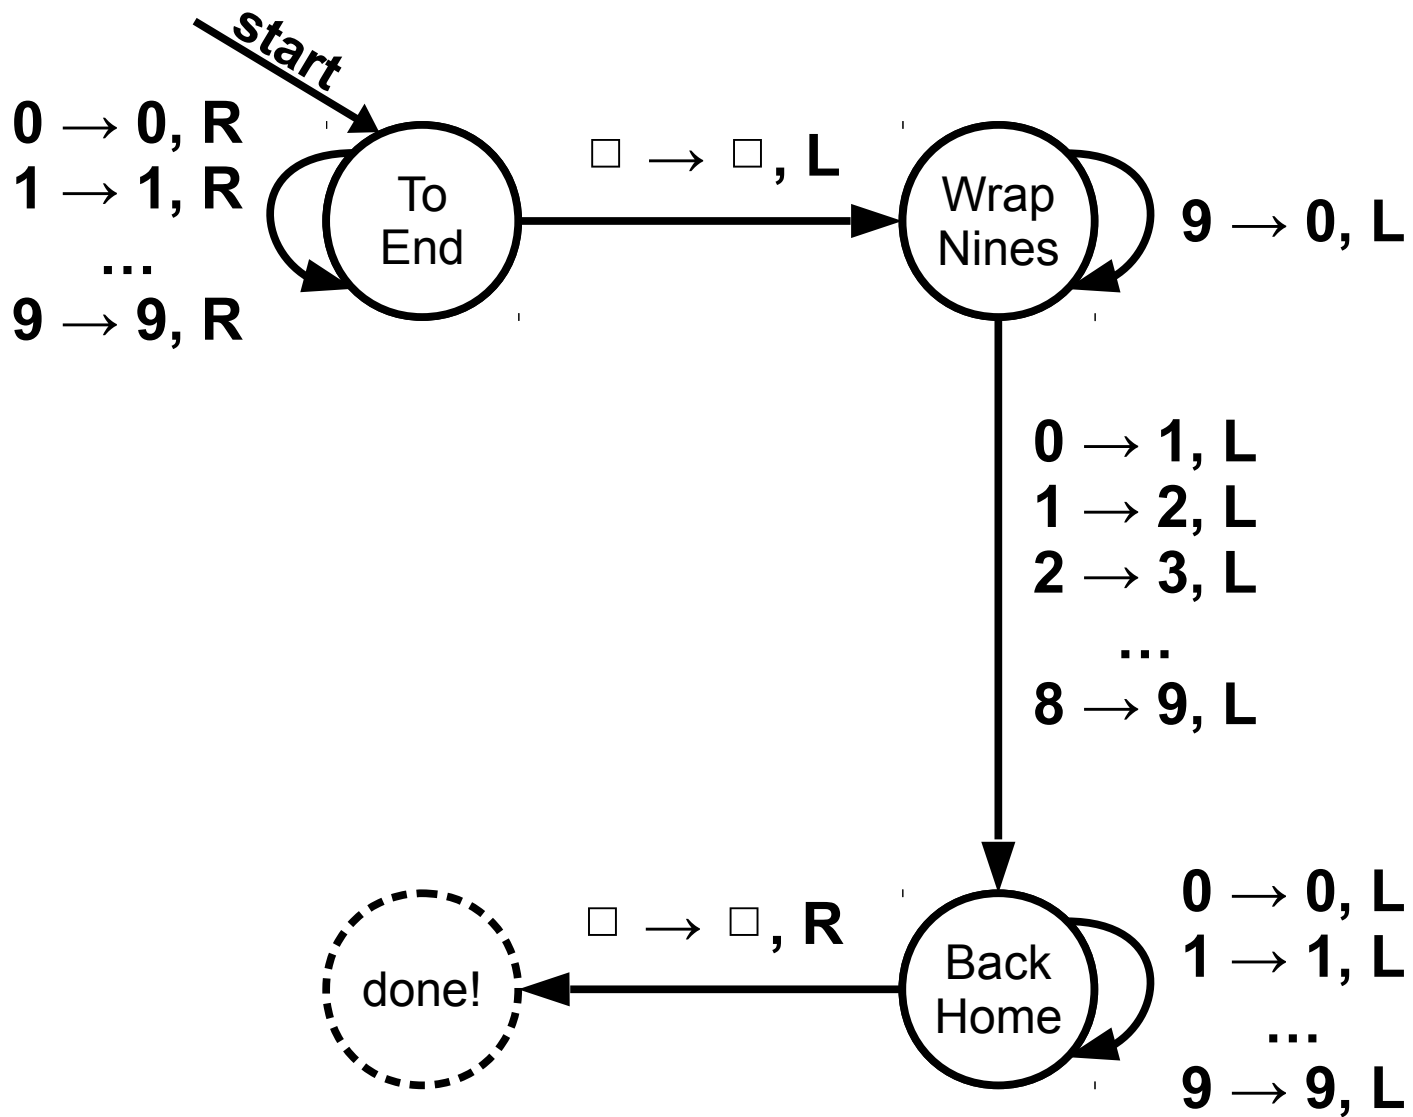 start
0 → 0, R
1 → 1, R
...
9 → 9, R
To
End
□ → □, L
Wrap
Nines
9 → 0, L
0 → 1, L
1 → 2, L
2 → 3, L
...
8 → 9, L
done!
□ → □, R
Back
Home
0 → 0, L
1 → 1, L
...
9 → 9, L